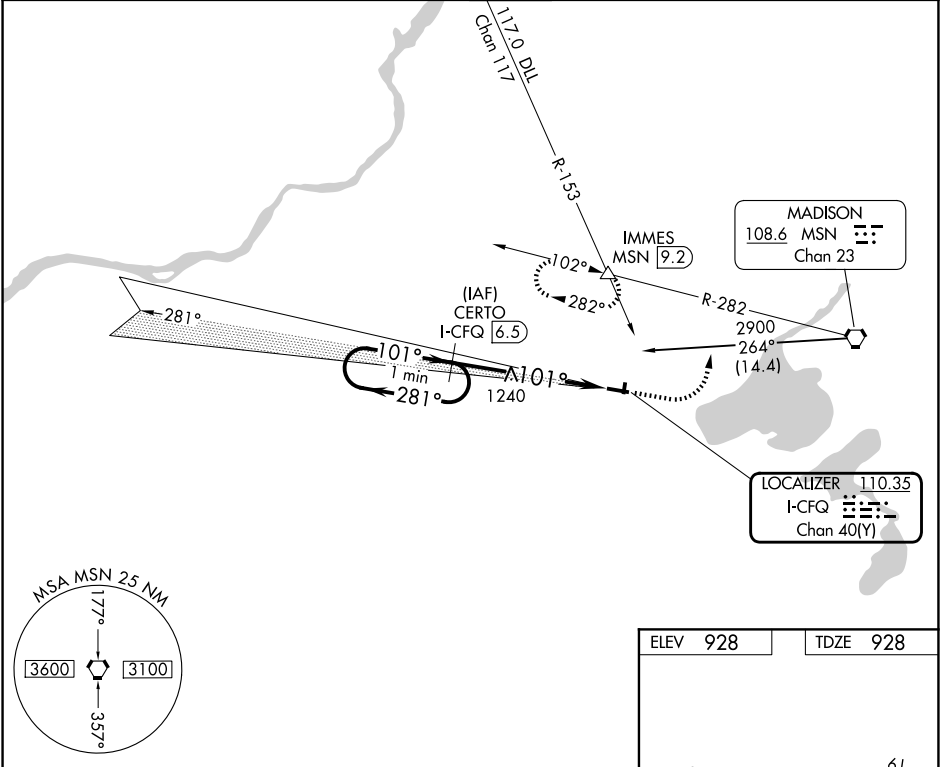 117.0 DLL
Chan 117
R-153
IMMES
MSN 9.2
102°
282°
R-282
MADISON
108.6 MSN
Chan 23
2900
264°
(14.4)
(IAF)
CERTO
I-CFQ 6.5
281°
101°
1 min
281°
101°
1240
LOCALIZER 110.35
I-CFQ
Chan 40(Y)
MSA MSN 25 NM
177°
3600
3100
357°
ELEV 928
TDZE 928